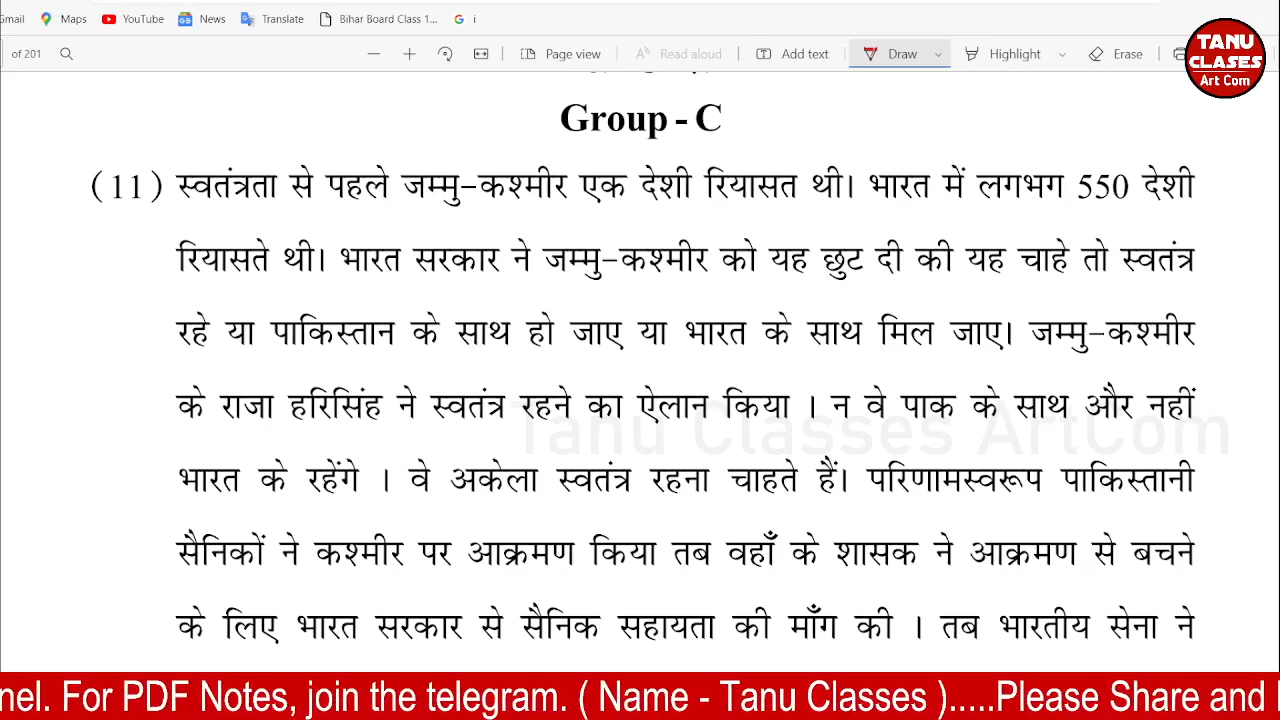 Gmail Maps YouTube News Translate Bihar Board Class 1... i
of 201 Page view Read aloud Add text Draw Highlight Erase
TANU
CLASES
Art Com
Group - C
(11) स्वतंत्रता से पहले जम्मु-कश्मीर एक देशी रियासत थी। भारत में लगभग 550 देशी
रियासते थी। भारत सरकार ने जम्मु-कश्मीर को यह छुट दी की यह चाहे तो स्वतंत्र
रहे या पाकिस्तान के साथ हो जाए या भारत के साथ मिल जाए। जम्मु-कश्मीर
के राजा हरिसिंह ने स्वतंत्र रहने का ऐलान किया । न वे पाक के साथ और नहीं
Tanu Classes ArtCom
भारत के रहेंगे । वे अकेला स्वतंत्र रहना चाहते हैं। परिणामस्वरूप पाकिस्तानी
सैनिकों ने कश्मीर पर आक्रमण किया तब वहाँ के शासक ने आक्रमण से बचने
के लिए भारत सरकार से सैनिक सहायता की माँग की । तब भारतीय सेना ने
nel. For PDF Notes, join the telegram. ( Name - Tanu Classes ).....Please Share and